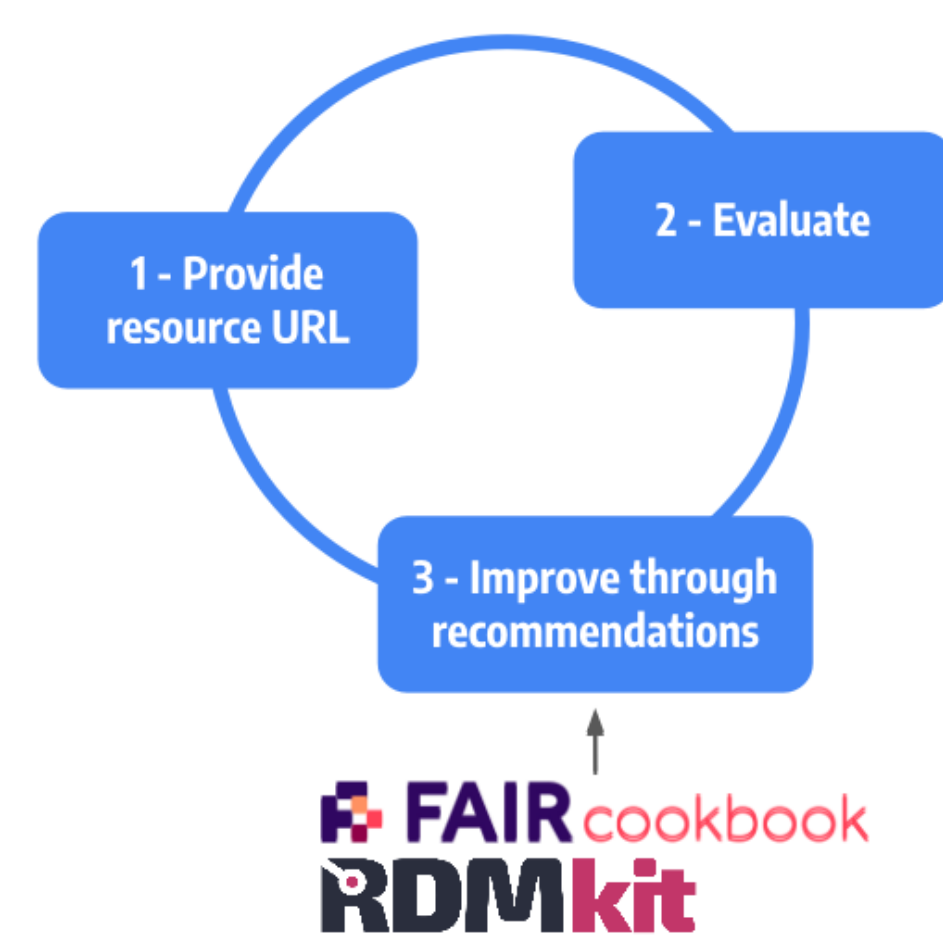 2 - Evaluate
1 - Provide
resource URL
3 - Improve through
recommendations
FAIR cookbook
RDMkit